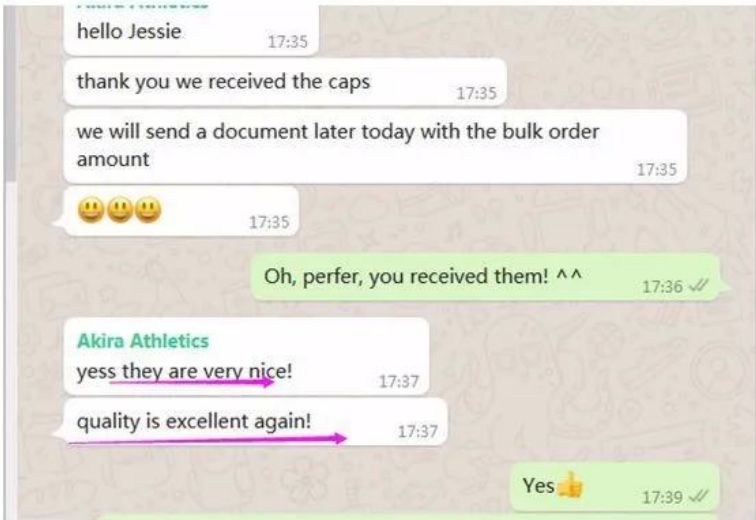 Akira Athletics
hello Jessie
17:35
thank you we received the caps
17:35
we will send a document later today with the bulk order
amount
17:35
😃😃😃
17:35
Oh, perfer, you received them! ^^
17:36
Akira Athletics
yess they are very nice!
17:37
quality is excellent again!
17:37
Yes👍
17:39